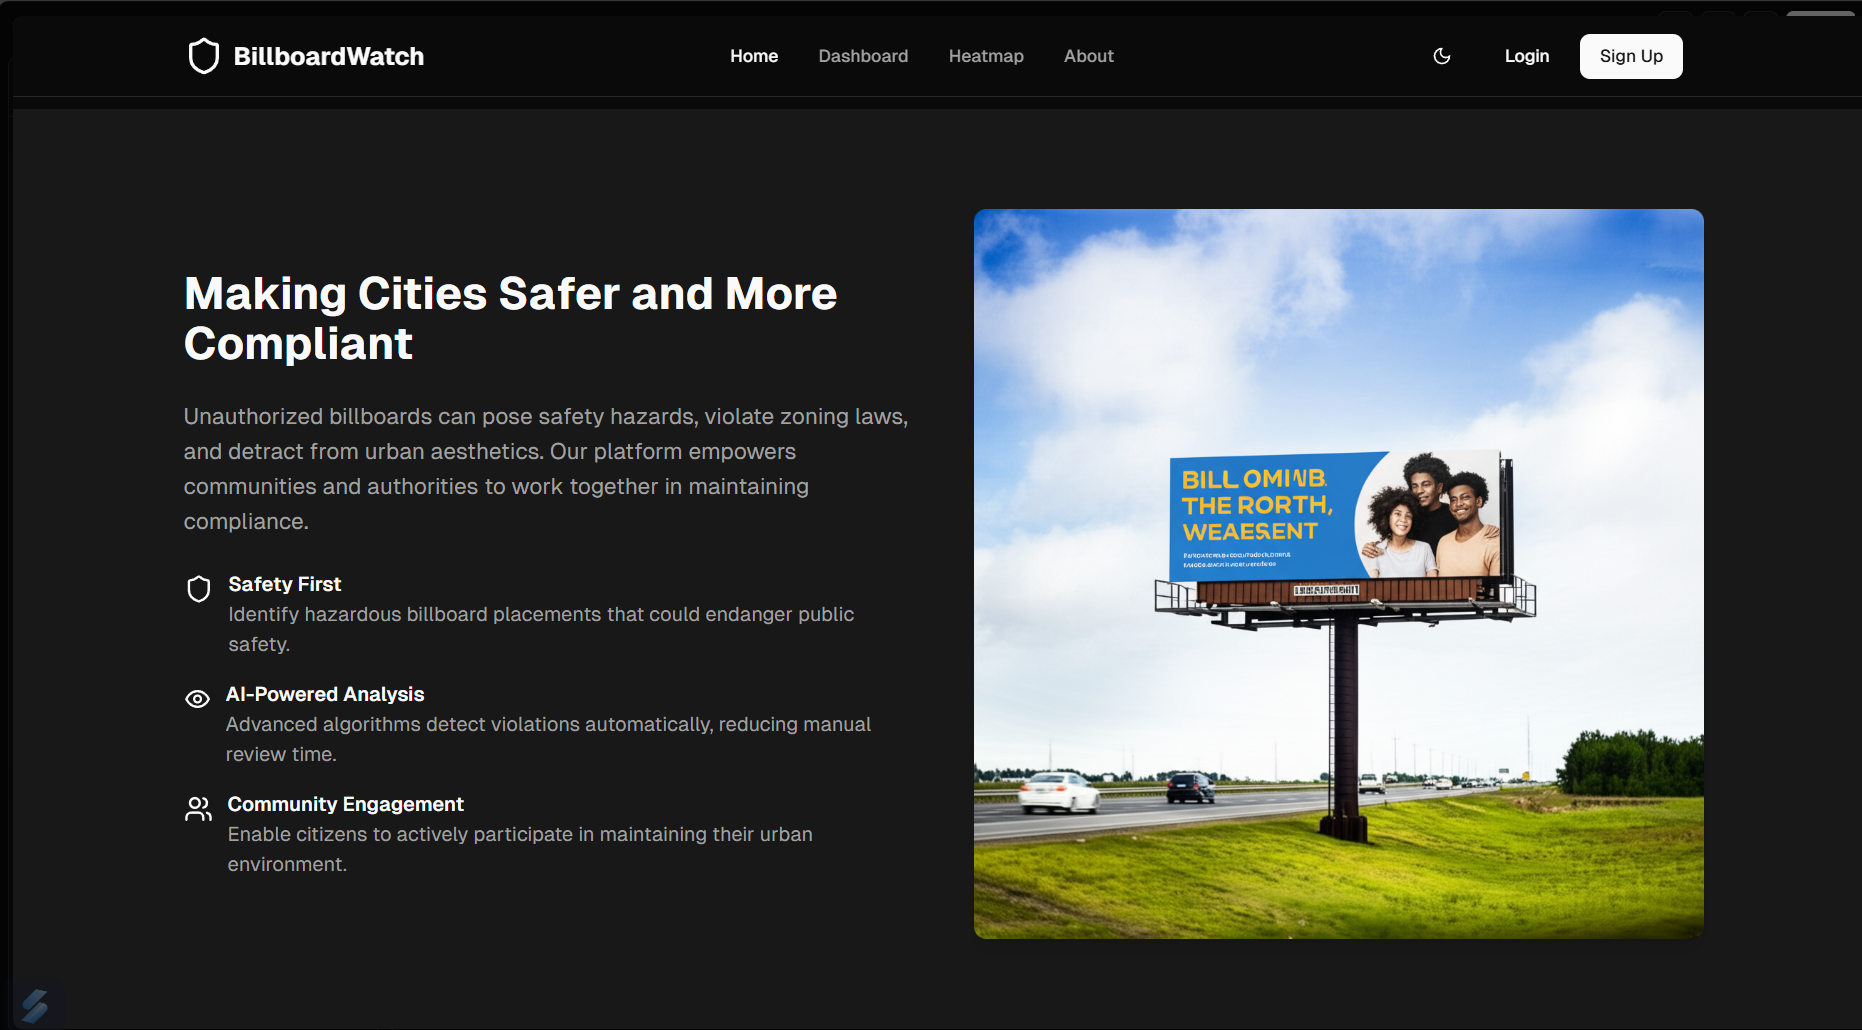 BillboardWatch
Home Dashboard Heatmap About
Login Sign Up
Making Cities Safer and More
Compliant
Unauthorized billboards can pose safety hazards, violate zoning laws,
and detract from urban aesthetics. Our platform empowers
communities and authorities to work together in maintaining
compliance.
Safety First
Identify hazardous billboard placements that could endanger public
safety.
AI-Powered Analysis
Advanced algorithms detect violations automatically, reducing manual
review time.
Community Engagement
Enable citizens to actively participate in maintaining their urban
environment.
BILL OMINB
THE RORTH,
WEAESENT